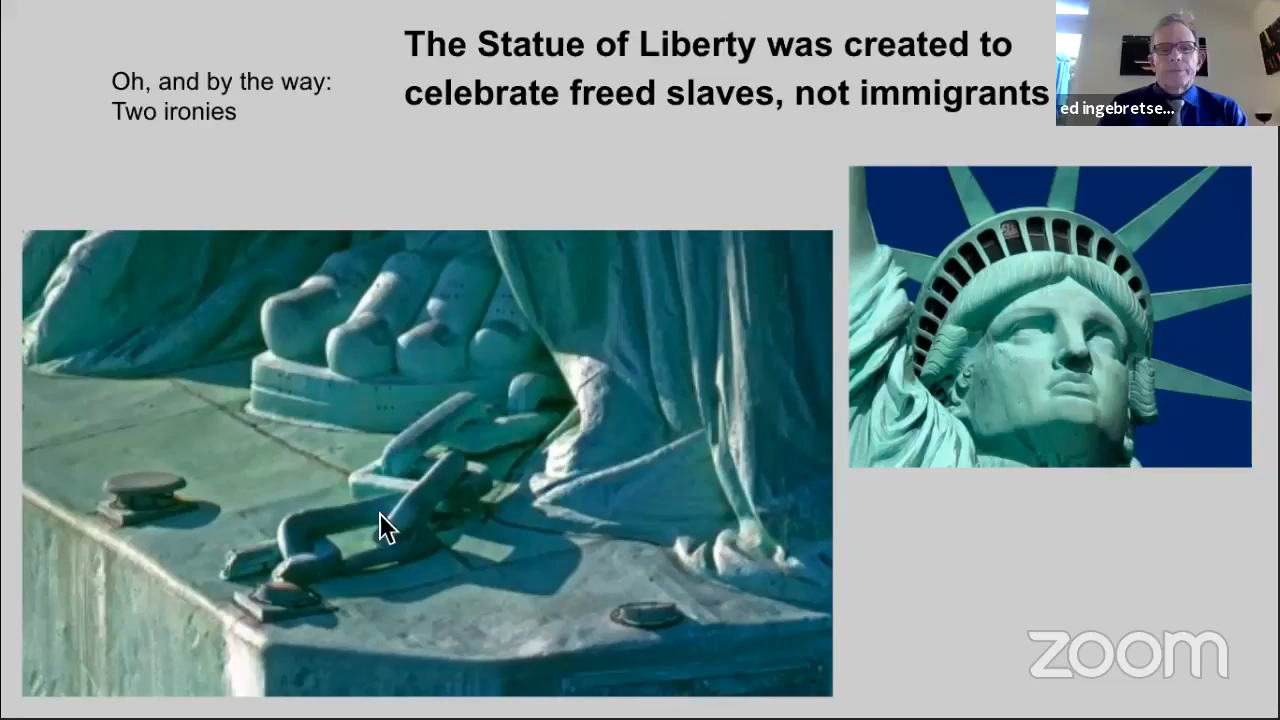 The Statue of Liberty was created to
celebrate freed slaves, not immigrants
Oh, and by the way:
Two ironies
ed ingebretse...
zoom